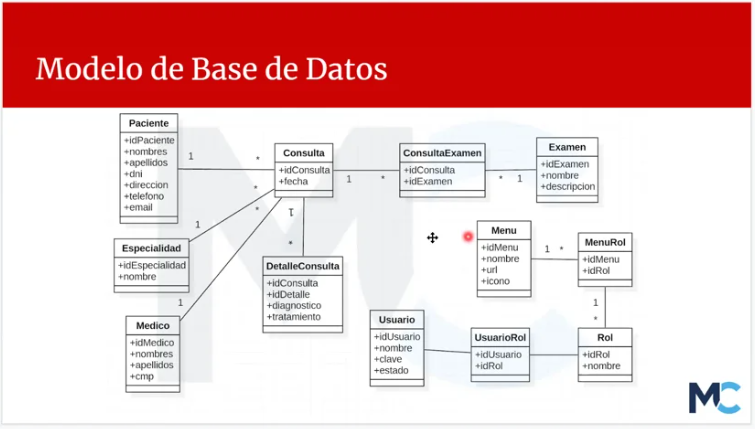 Modelo de Base de Datos
Paciente
+idPaciente
+nombres
+apellidos
+dni
+direccion
+telefono
+email
1
*
Consulta
+idConsulta
+fecha
1
*
ConsultaExamen
+idConsulta
+idExamen
*
1
Examen
+idExamen
+nombre
+descripcion
*
1
Especialidad
+idEspecialidad
+nombre
*
1
Medico
+idMedico
+nombres
+apellidos
+cmp
1
*
DetalleConsulta
+idConsulta
+idDetalle
+diagnostico
+tratamiento
Menu
+idMenu
+nombre
+url
+icono
1
*
MenuRol
+idMenu
+idRol
1
*
Usuario
+idUsuario
+nombre
+clave
+estado
UsuarioRol
+idUsuario
+idRol
Rol
+idRol
+nombre
MC